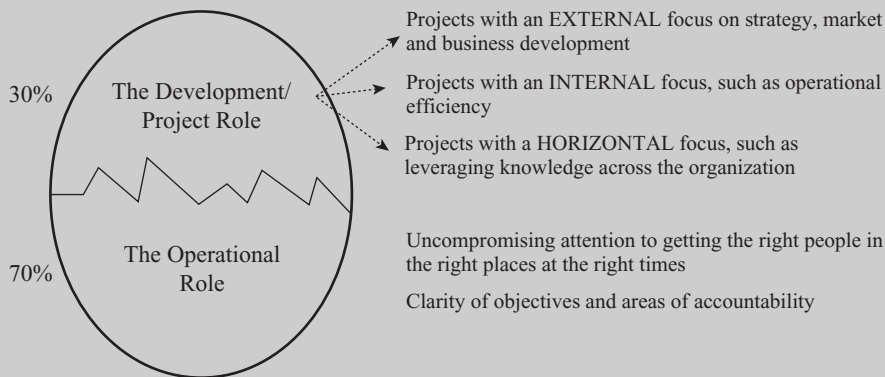 30%
The Development/
Project Role
Projects with an EXTERNAL focus on strategy, market
and business development
Projects with an INTERNAL focus, such as operational
efficiency
Projects with a HORIZONTAL focus, such as
leveraging knowledge across the organization
70%
The Operational
Role
Uncompromising attention to getting the right people in
the right places at the right times
Clarity of objectives and areas of accountability